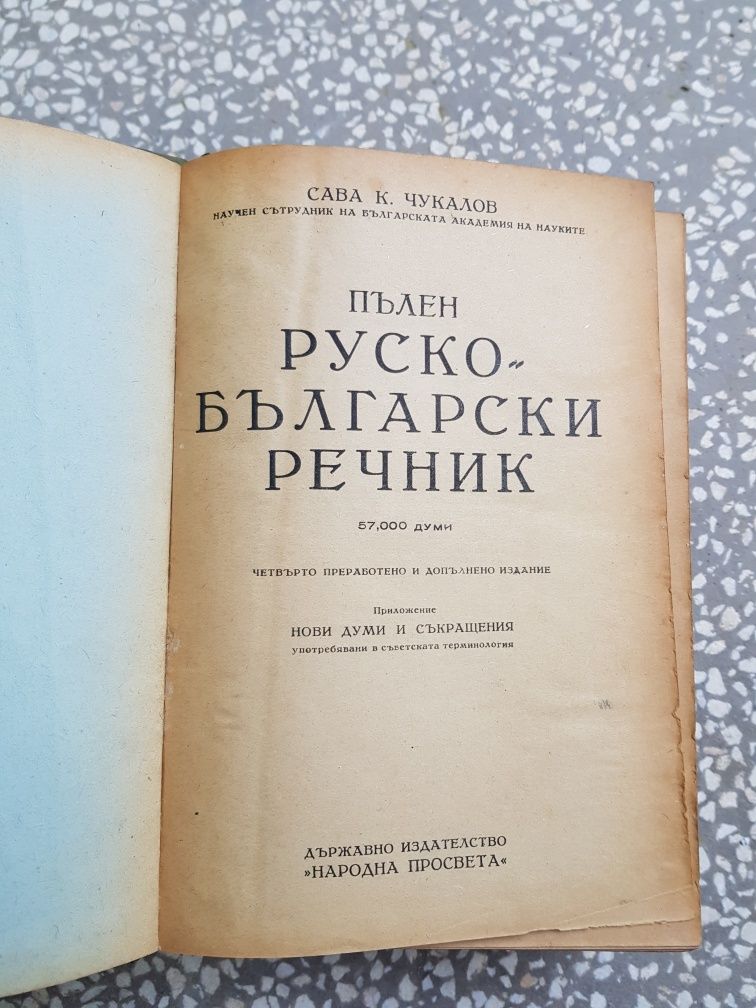 САВА К. ЧУКАЛОВ
НАУЧЕН СЪТРУДНИК НА БЪЛГАРСКАТА АКАДЕМИЯ НА НАУКИТЕ
ПЪЛЕН
РУСКО-
БЪЛГАРСКИ
РЕЧНИК
57,000 ДУМИ
ЧЕТВЪРТО ПРЕРАБОТЕНО И ДОПЪЛНЕНО ИЗДАНИЕ
Приложение
НОВИ ДУМИ И СЪКРАЩЕНИЯ
употребявани в съветската терминология
ДЪРЖАВНО ИЗДАТЕЛСТВО
»НАРОДНА ПРОСВЕТА«